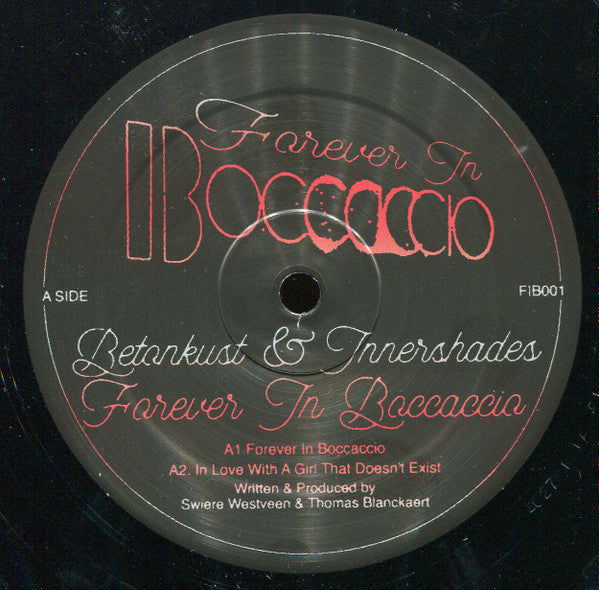 Forever In
Boccaccio
A SIDE
FIB001
Betonkust & Innershades
Forever In Boccaccio
A1 Forever In Boccaccio
A2. In Love With A Girl That Doesn't Exist
Written & Produced by
Swiere Westveen & Thomas Blanckaert